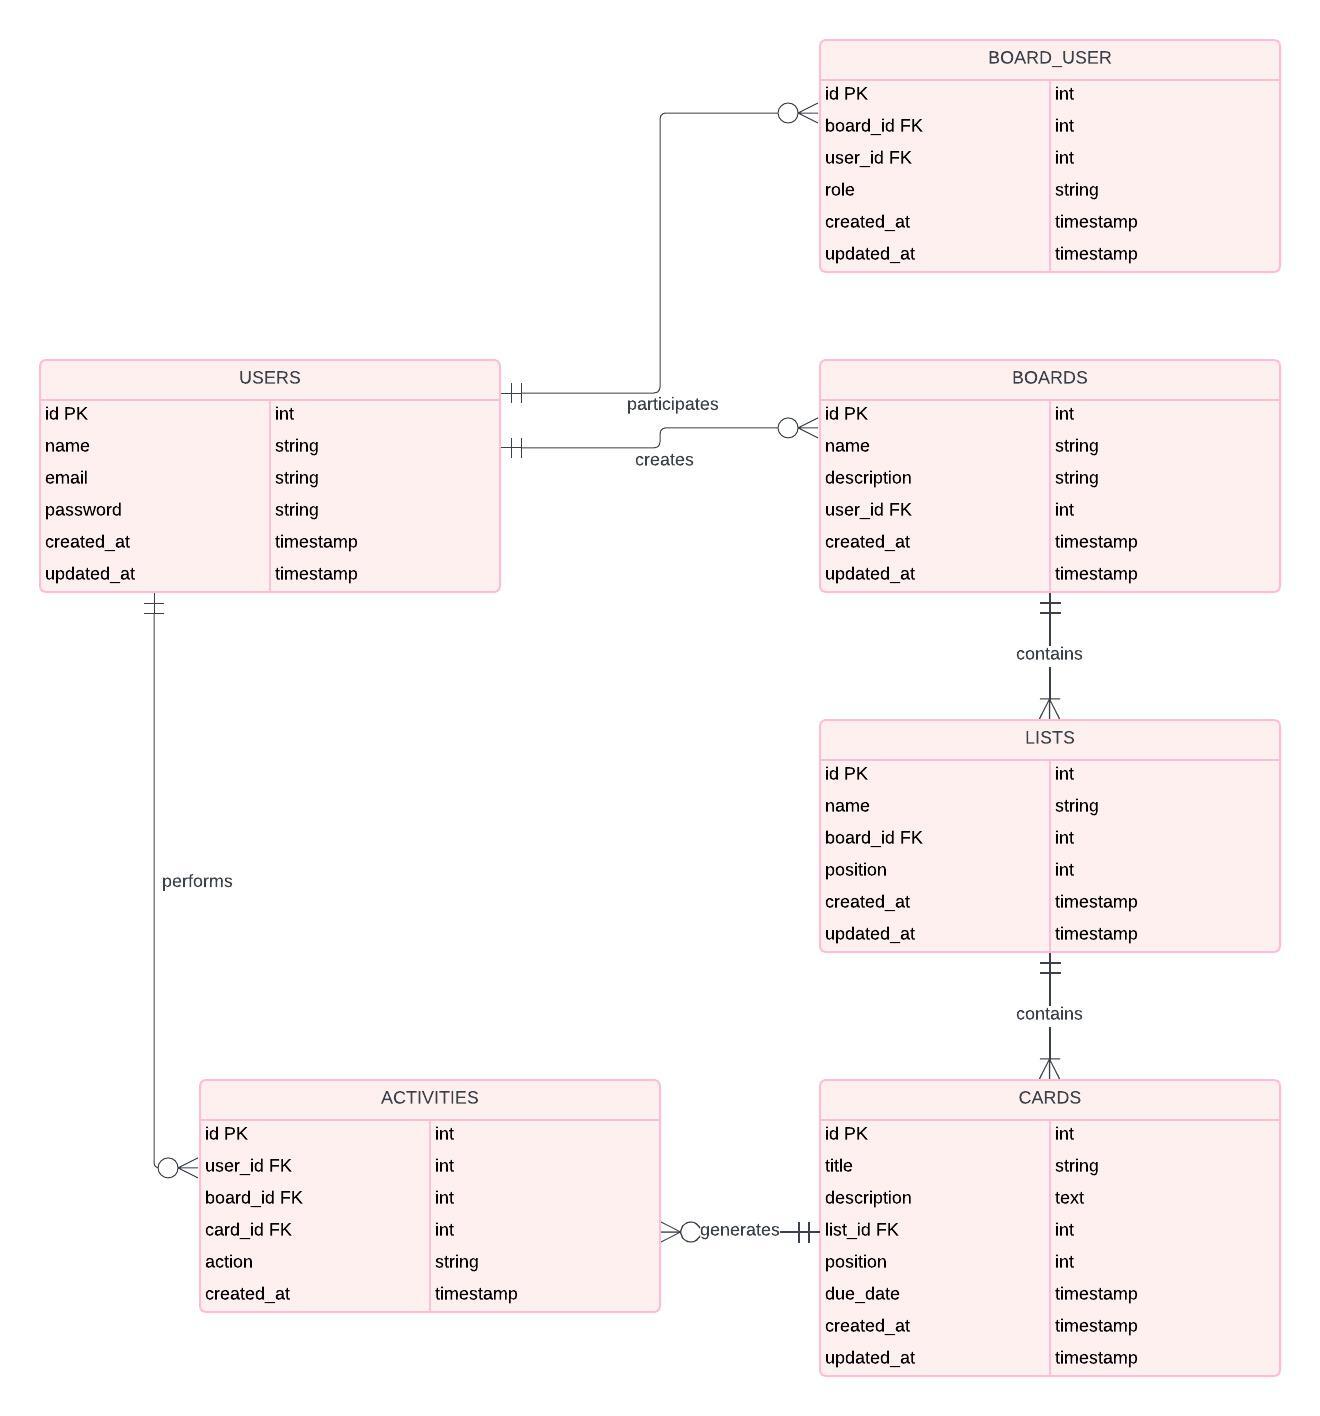 BOARD_USER
id PK int
board_id FK int
user_id FK int
role string
created_at timestamp
updated_at timestamp
USERS
id PK int
name string
email string
password string
created_at timestamp
updated_at timestamp
participates
creates
BOARDS
id PK int
name string
description string
user_id FK int
created_at timestamp
updated_at timestamp
contains
LISTS
id PK int
name string
board_id FK int
position int
created_at timestamp
updated_at timestamp
performs
contains
ACTIVITIES
id PK int
user_id FK int
board_id FK int
card_id FK int
action string
created_at timestamp
generates
CARDS
id PK int
title string
description text
list_id FK int
position int
due_date timestamp
created_at timestamp
updated_at timestamp